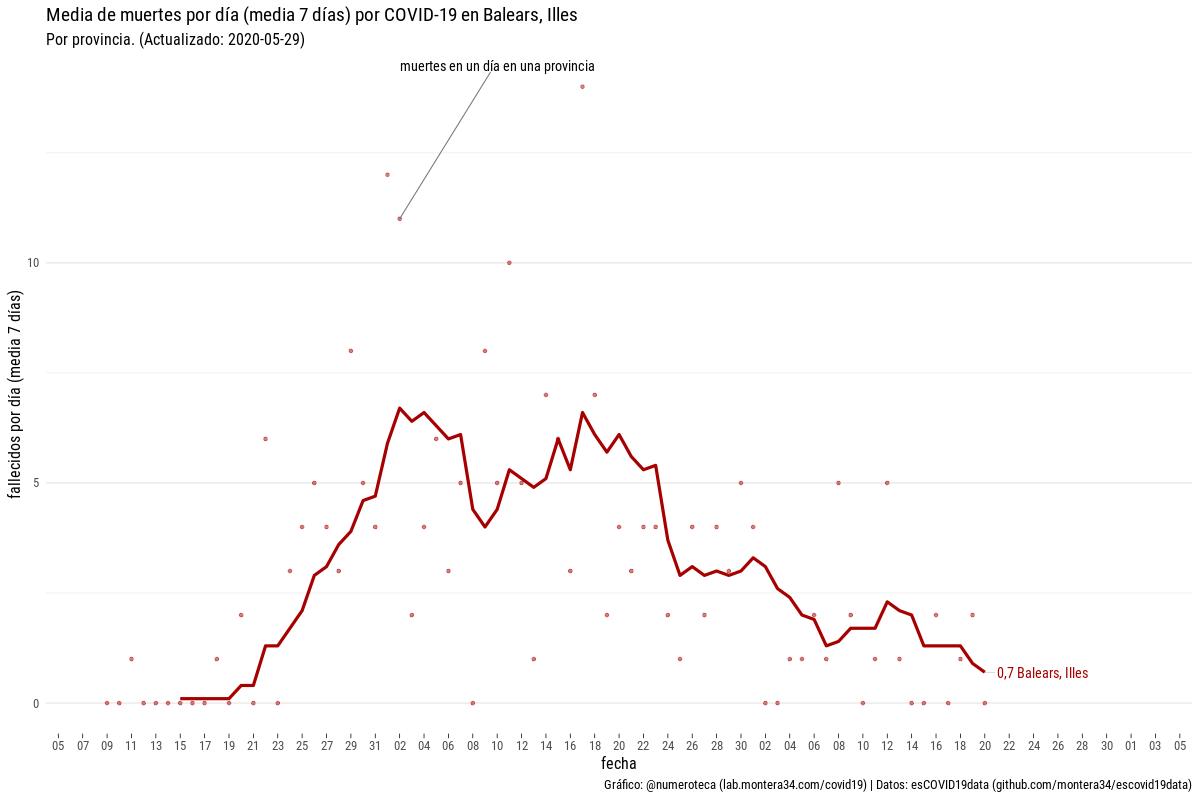 Media de muertes por día (media 7 días) por COVID-19 en Balears, Illes
Por provincia. (Actualizado: 2020-05-29)
muertes en un día en una provincia
10
5
0
fallecidos por día (media 7 días)
0,7 Balears, Illes
05 07 09 11 13 15 17 19 21 23 25 27 29 31 02 04 06 08 10 12 14 16 18 20 22 24 26 28 30 02 04 06 08 10 12 14 16 18 20 22 24 26 28 30 01 03 05
fecha
Gráfico: @numeroteca (lab.montera34.com/covid19) | Datos: esCOVID19data (github.com/montera34/escovid19data)